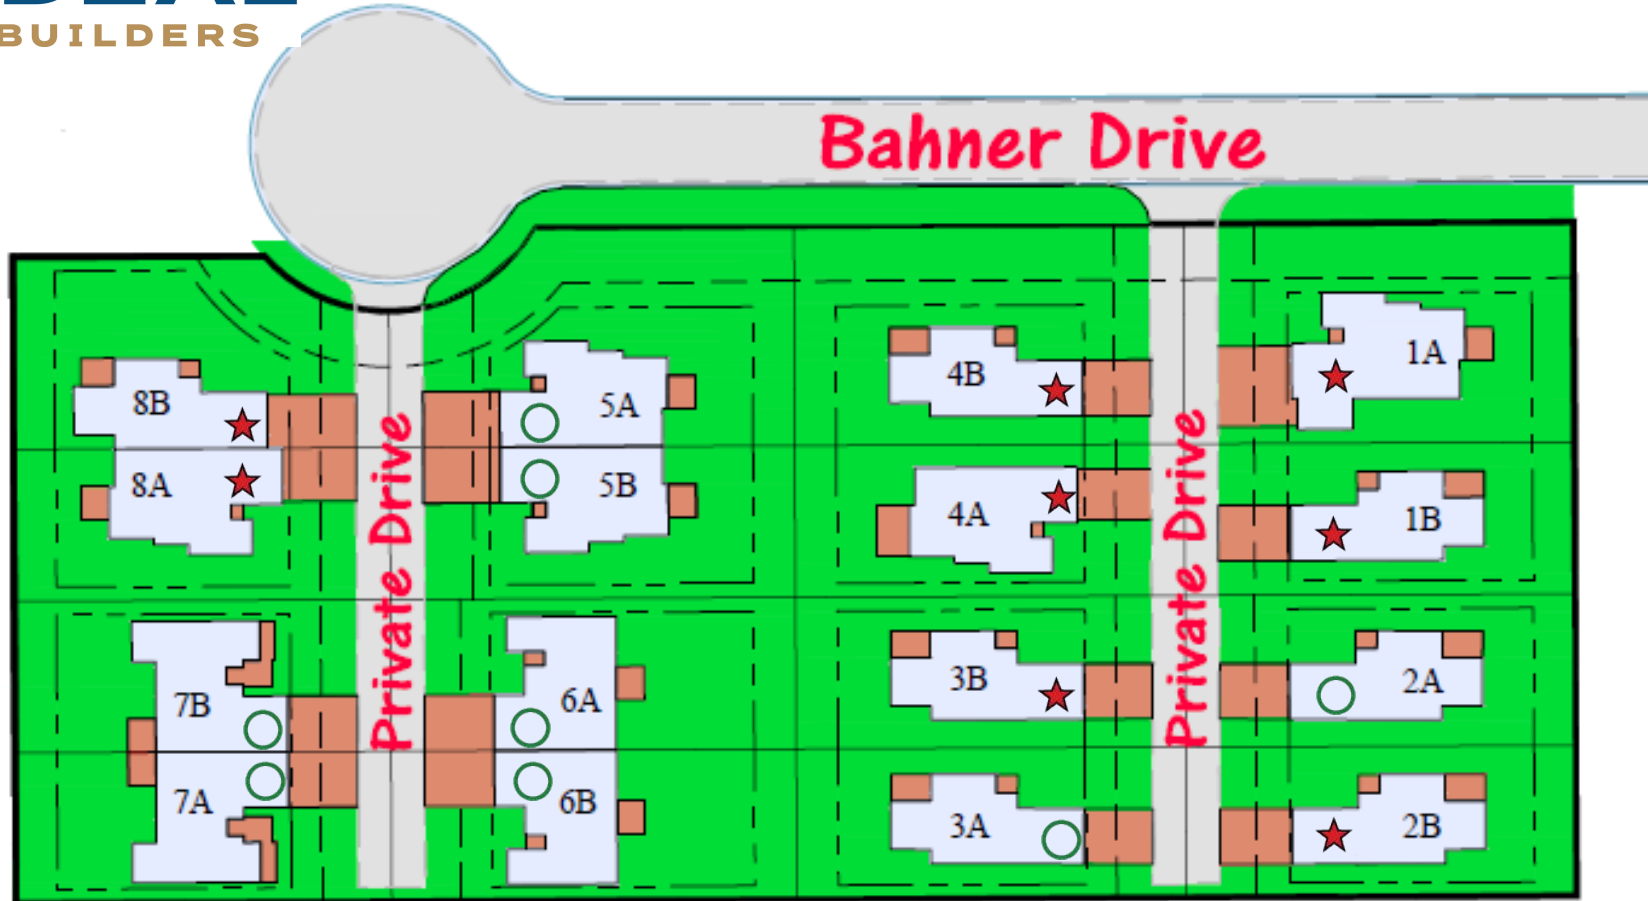 BUILDERS
Bahner Drive
1A
4B
8B
5A
Private Drive
Private Drive
8A
5B
4A
1B
7B
6A
3B
2A
7A
6B
3A
2B